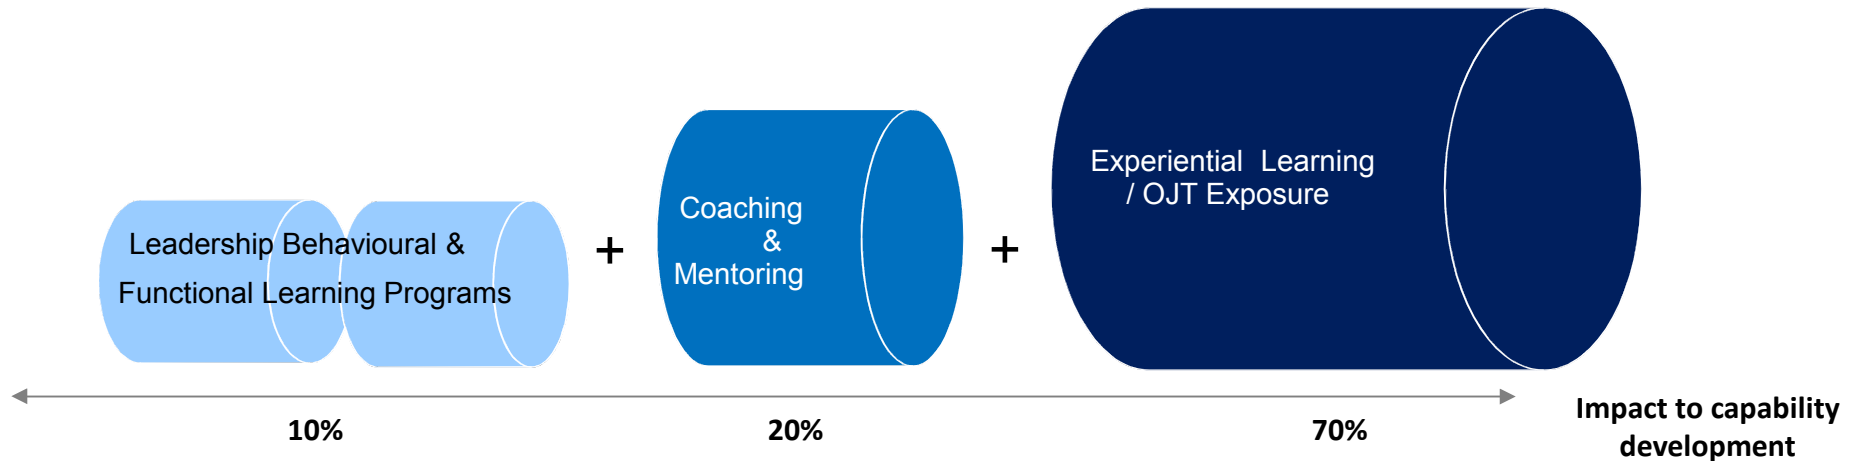 Leadership Behavioural &
Functional Learning Programs
+
Coaching
&
Mentoring
+
Experiential Learning
/ OJT Exposure
10%
20%
70%
Impact to capability
development